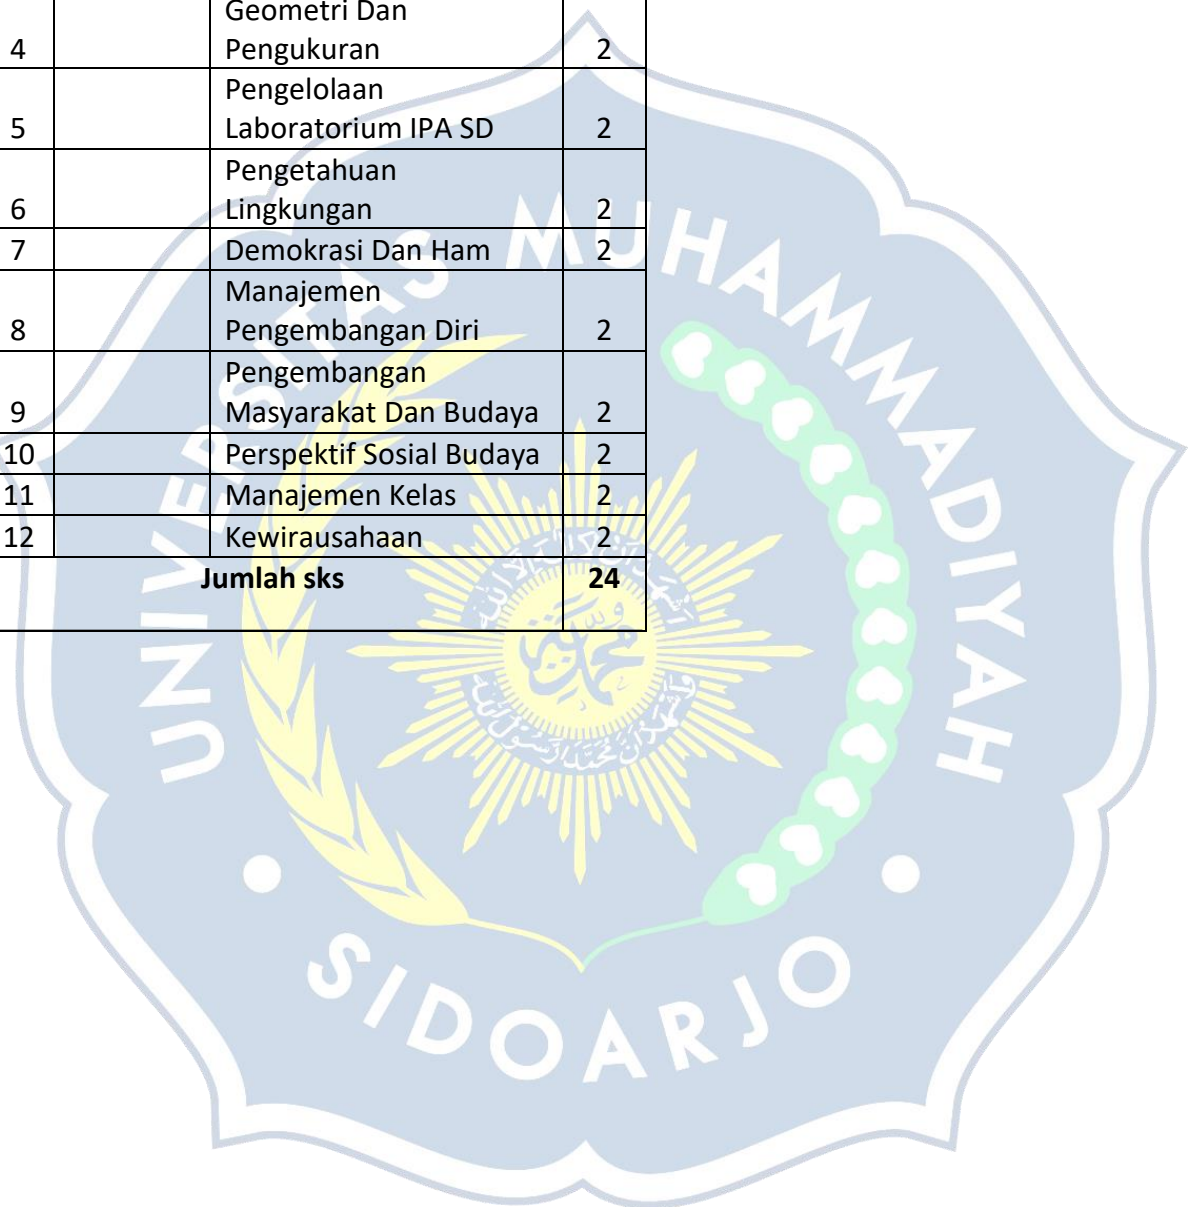 Geometri Dan
4 Pengukuran 2
Pengelolaan
5 Laboratorium IPA SD 2
Pengetahuan
6 Lingkungan 2
7 Demokrasi Dan Ham 2
Manajemen
8 Pengembangan Diri 2
Pengembangan
9 Masyarakat Dan Budaya 2
10 Perspektif Sosial Budaya 2
11 Manajemen Kelas 2
12 Kewirausahaan 2
Jumlah sks 24
UNIVERSITAS MUHAMMADIYAH
محمد
SIDOARJO